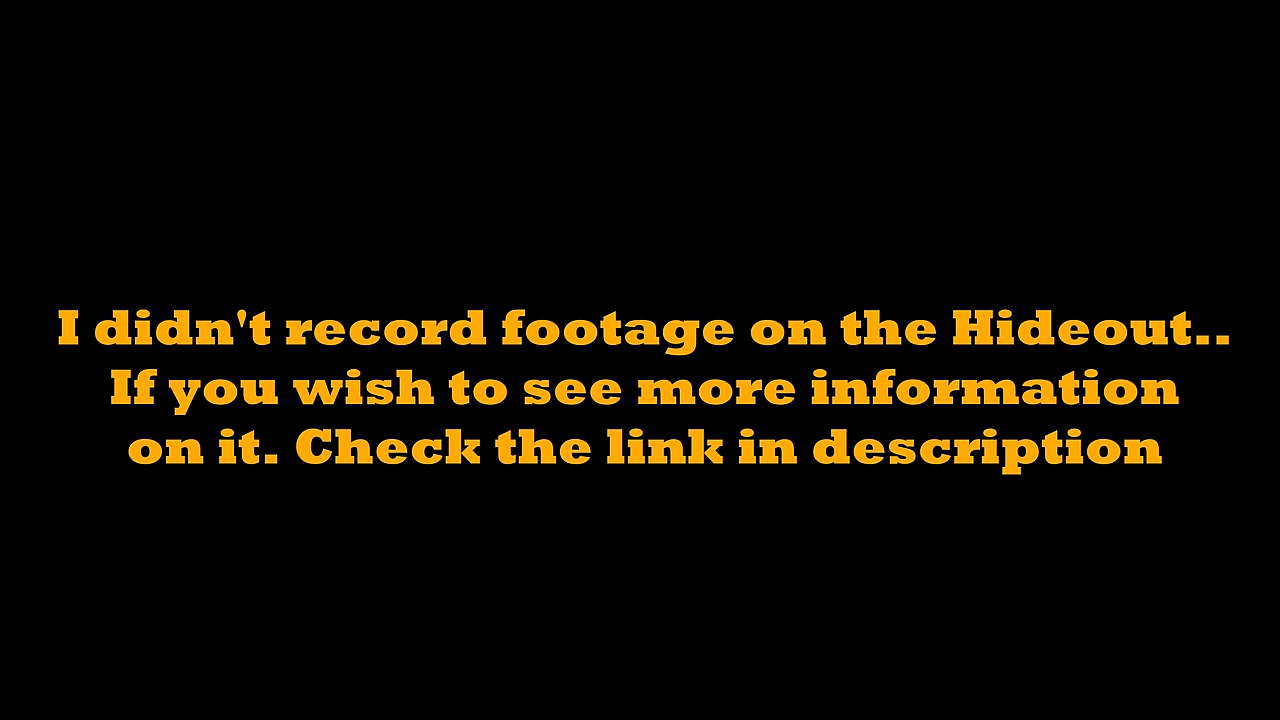 I didn't record footage on the Hideout..
If you wish to see more information
on it. Check the link in description